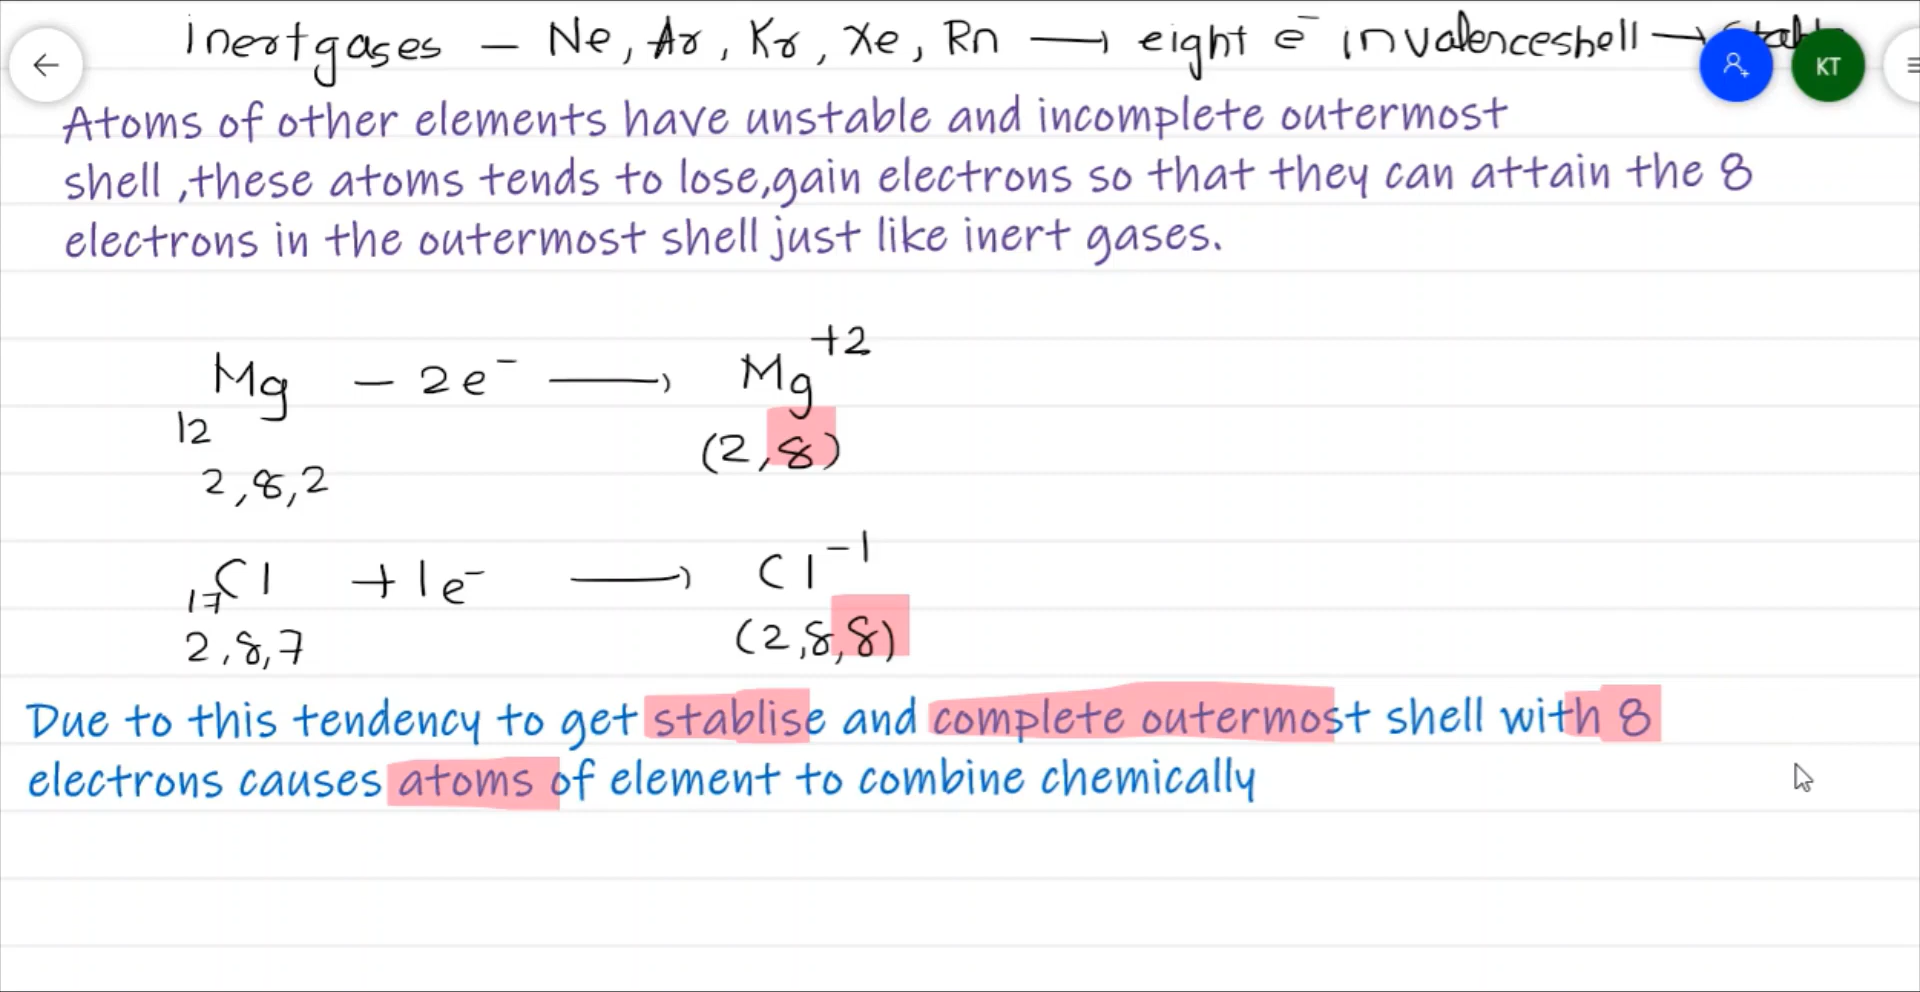 inert gases – Ne, Ar, Kr, Xe, Rn → eight e⁻ in valence shell →
KT
Atoms of other elements have unstable and incomplete outermost
shell ,these atoms tends to lose,gain electrons so that they can attain the 8
electrons in the outermost shell just like inert gases.
Mg – 2e⁻ → Mg⁺²
12
(2,8)
2,8,2
₁₇Cl +1e⁻ → Cl⁻¹
2,8,7 (2,8,8)
Due to this tendency to get stablise and complete outermost shell with 8
electrons causes atoms of element to combine chemically